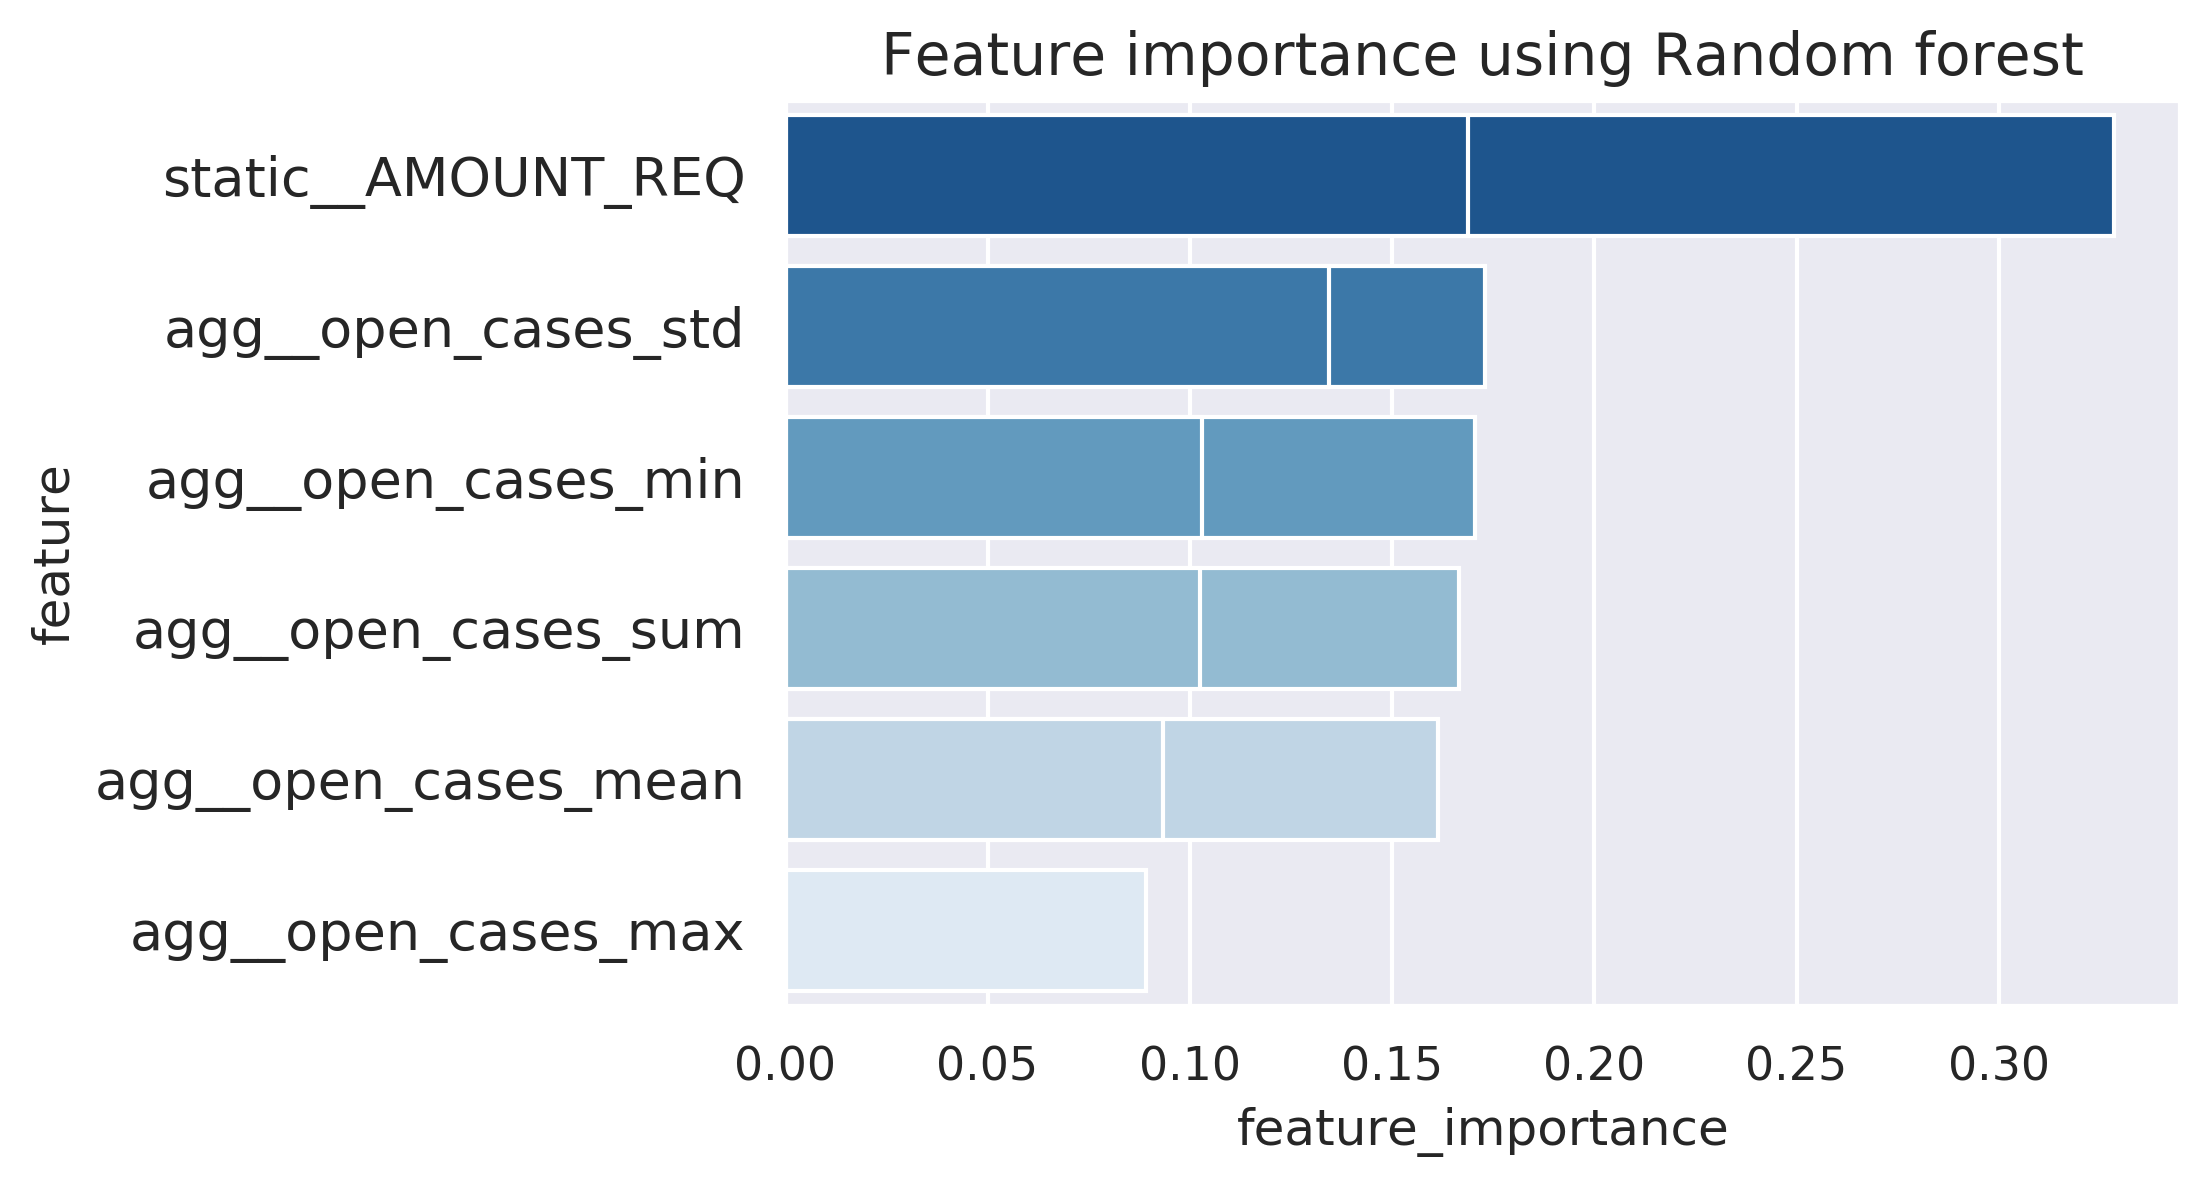 Feature importance using Random forest
static__AMOUNT_REQ
agg__open_cases_std
agg__open_cases_min
agg__open_cases_sum
agg__open_cases_mean
agg__open_cases_max
feature
0.00 0.05 0.10 0.15 0.20 0.25 0.30
feature_importance